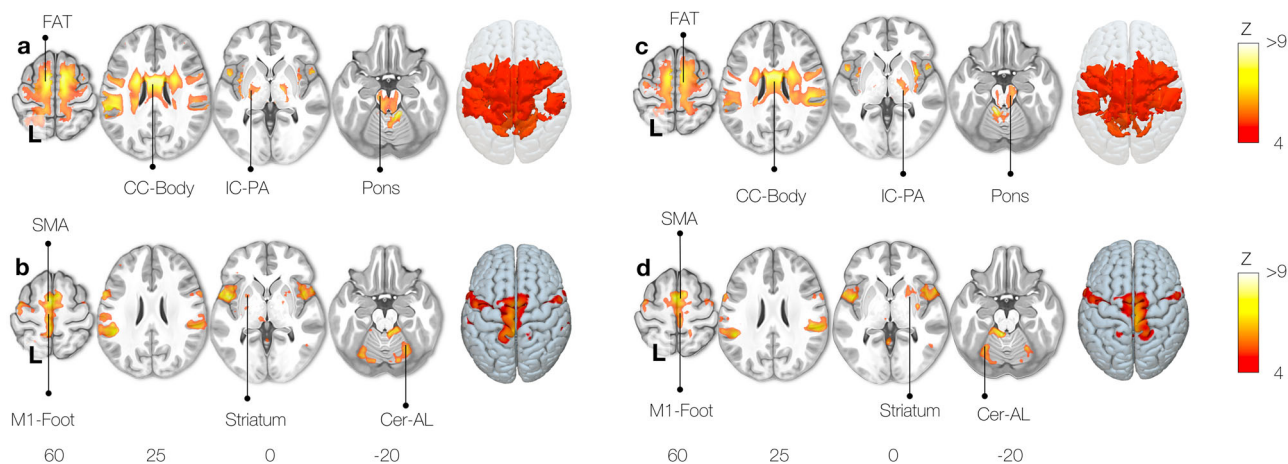 FAT
a
L
CC-Body
IC-PA
Pons
FAT
c
L
CC-Body
IC-PA
Pons
Z
>9
4
SMA
b
L
M1-Foot
Striatum
Cer-AL
60
25
0
-20
SMA
d
L
M1-Foot
Striatum
Cer-AL
60
25
0
-20
Z
>9
4